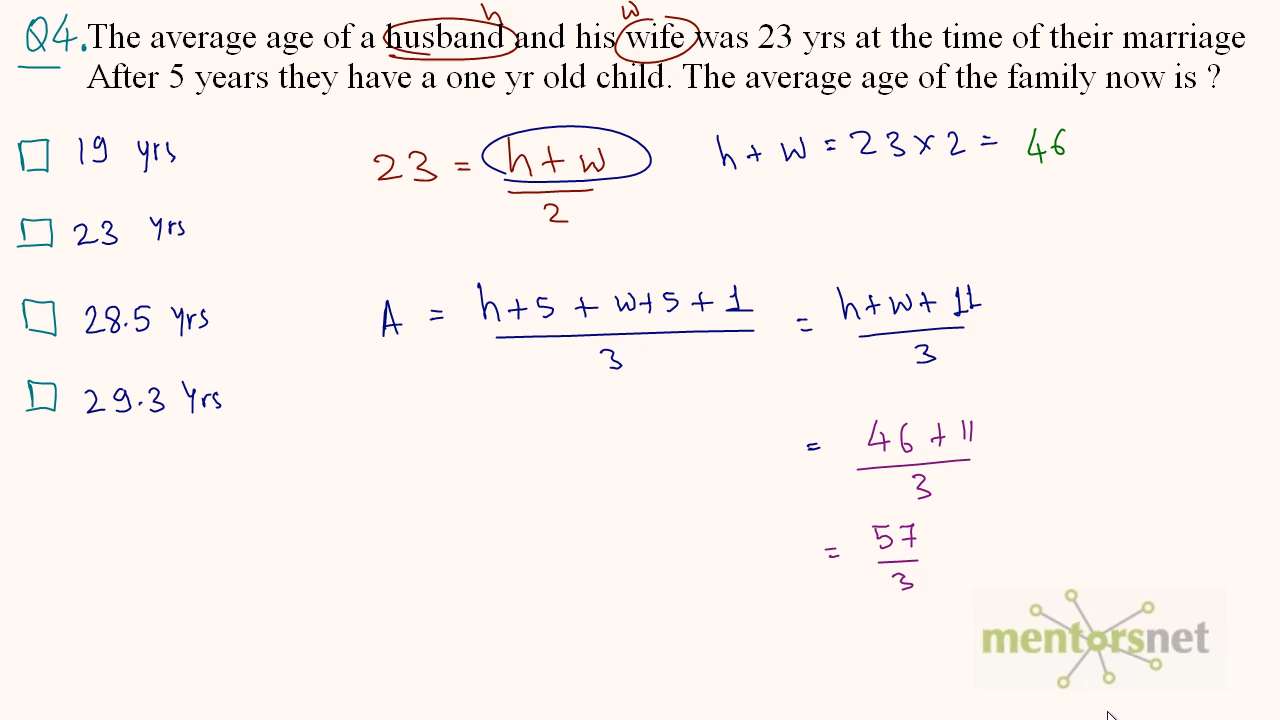 h w
Q4. The average age of a husband and his wife was 23 yrs at the time of their marriage
After 5 years they have a one yr old child. The average age of the family now is ?
19 yrs
23 = h + w / 2
h + w = 23 x 2 = 46
23 Yrs
28.5 Yrs
A = h+5 + w+5 + 1 / 3 = h+w+11 / 3
29.3 Yrs
= 46 + 11 / 3
= 57 / 3
mentorsnet